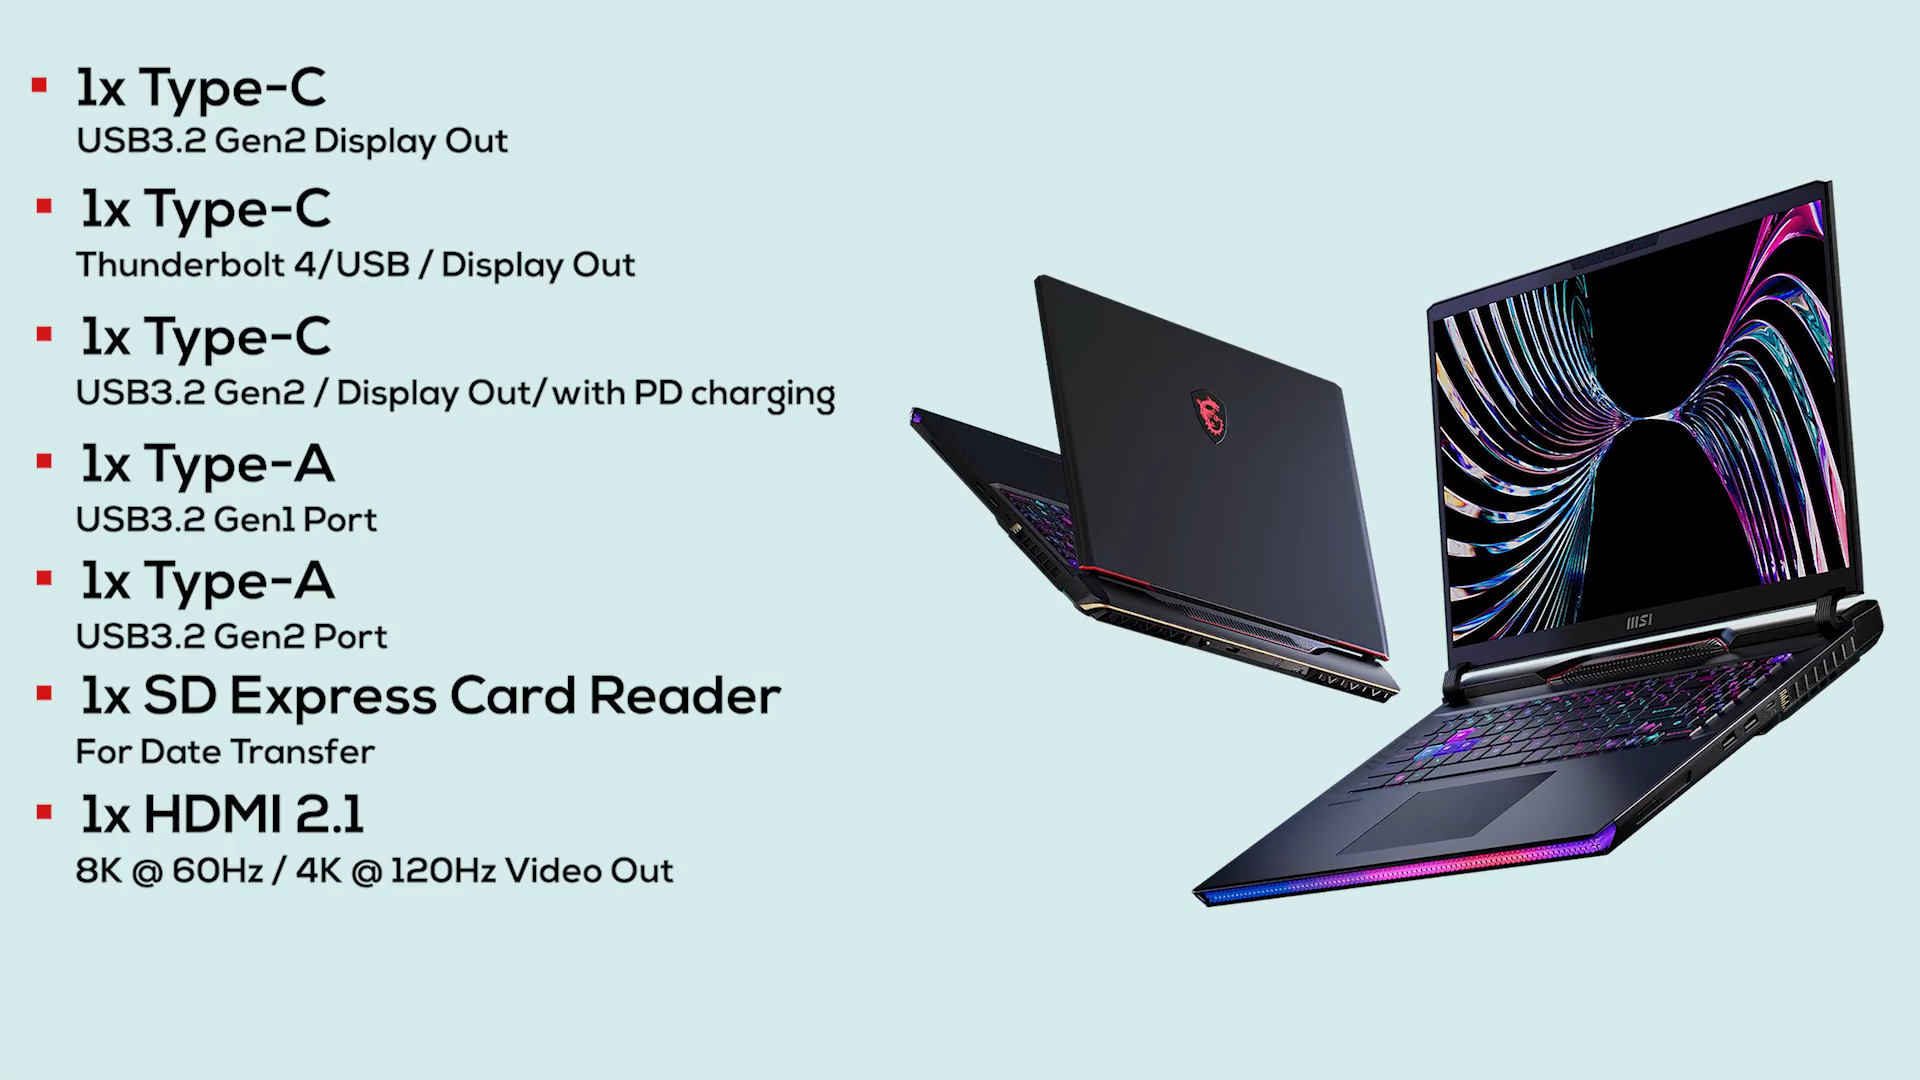 1x Type-C
USB3.2 Gen2 Display Out
1x Type-C
Thunderbolt 4/USB / Display Out
1x Type-C
USB3.2 Gen2 / Display Out/with PD charging
1x Type-A
USB3.2 Gen1 Port
1x Type-A
USB3.2 Gen2 Port
1x SD Express Card Reader
For Date Transfer
1x HDMI 2.1
8K @ 60Hz / 4K @ 120Hz Video Out
msi